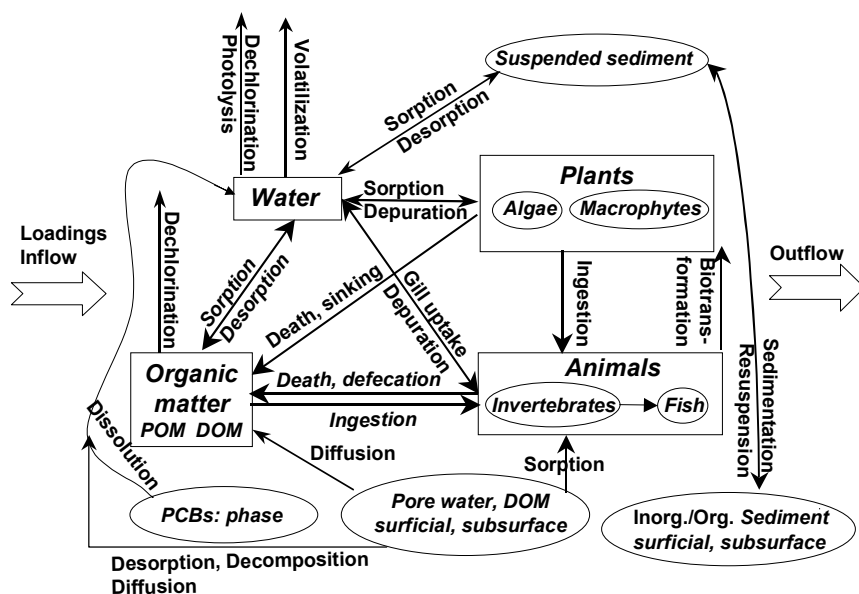 Dechlorination
Photolysis
Volatilization
Suspended sediment
Sorption
Desorption
Water
Sorption
Depuration
Plants
Algae
Macrophytes
Loadings
Inflow
Dechlorination
Sorption
Desorption
Death, sinking
Gill uptake
Depuration
Ingestion
Biotrans-
formation
Outflow
Sedimentation
Resuspension
Organic
matter
POM DOM
Death, defecation
Ingestion
Animals
Invertebrates
Fish
Dissolution
Diffusion
Sorption
PCBs: phase
Pore water, DOM
surficial, subsurface
Inorg./Org. Sediment
surficial, subsurface
Desorption, Decomposition
Diffusion